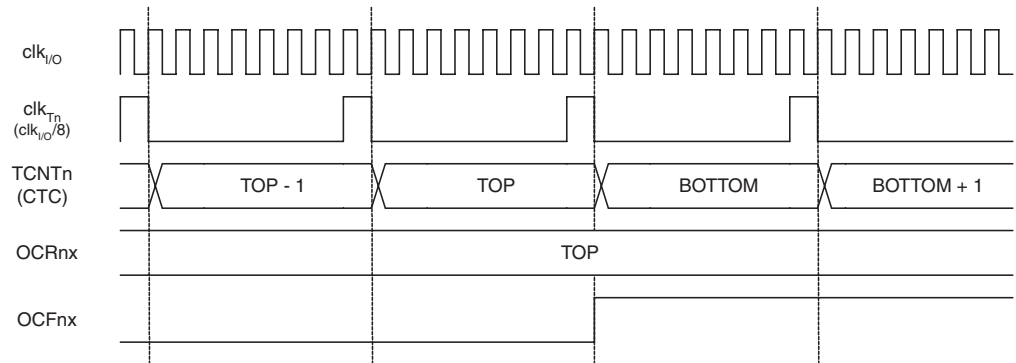 clkI/O
clkTn
(clkI/O/8)
TCNTn
(CTC)
TOP - 1
TOP
BOTTOM
BOTTOM + 1
OCRnx
TOP
OCFnx